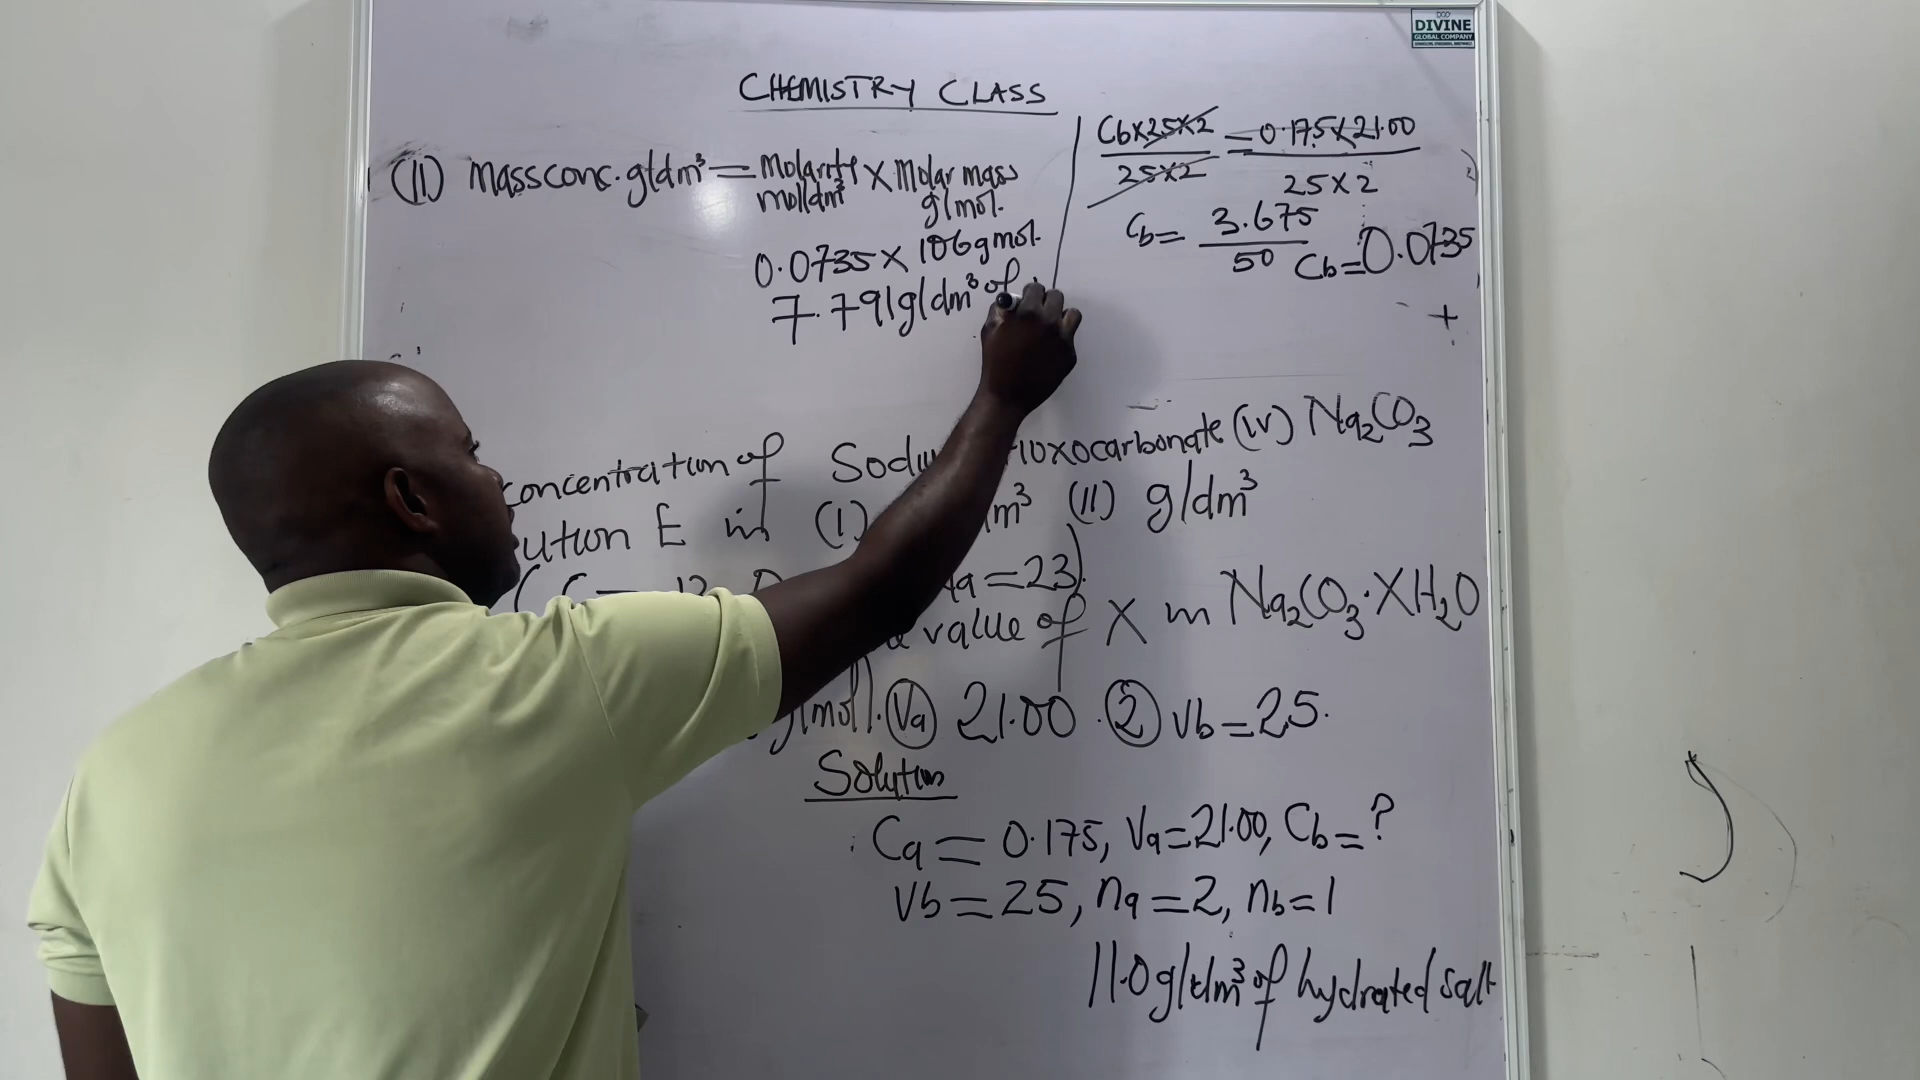 DGD
DIVINE
GLOBAL COMPANY
CHEMISTRY CLASS
(II) mass conc. g/dm³ = Molarity × Molar mass
mol/dm³ g/mol.
0.0735 × 106 g mol.
7.791 g/dm³ of
Cb×25×2 = 0.175×21.00
25×2 25×2
Cb = 3.675
50 Cb = 0.0735
+
concentration of oxocarbonate (IV) Na₂CO₃
ution E in (I) m³ (II) g/dm³
a = 23).
value of X in Na₂CO₃·XH₂O
g/mol]. (Va) 21.00 . (2) Vb = 25.
Solution
Ca = 0.175, Va = 21.00, Cb = ?
Vb = 25, na = 2, nb = 1
11.0 g/dm³ of hydrated salt